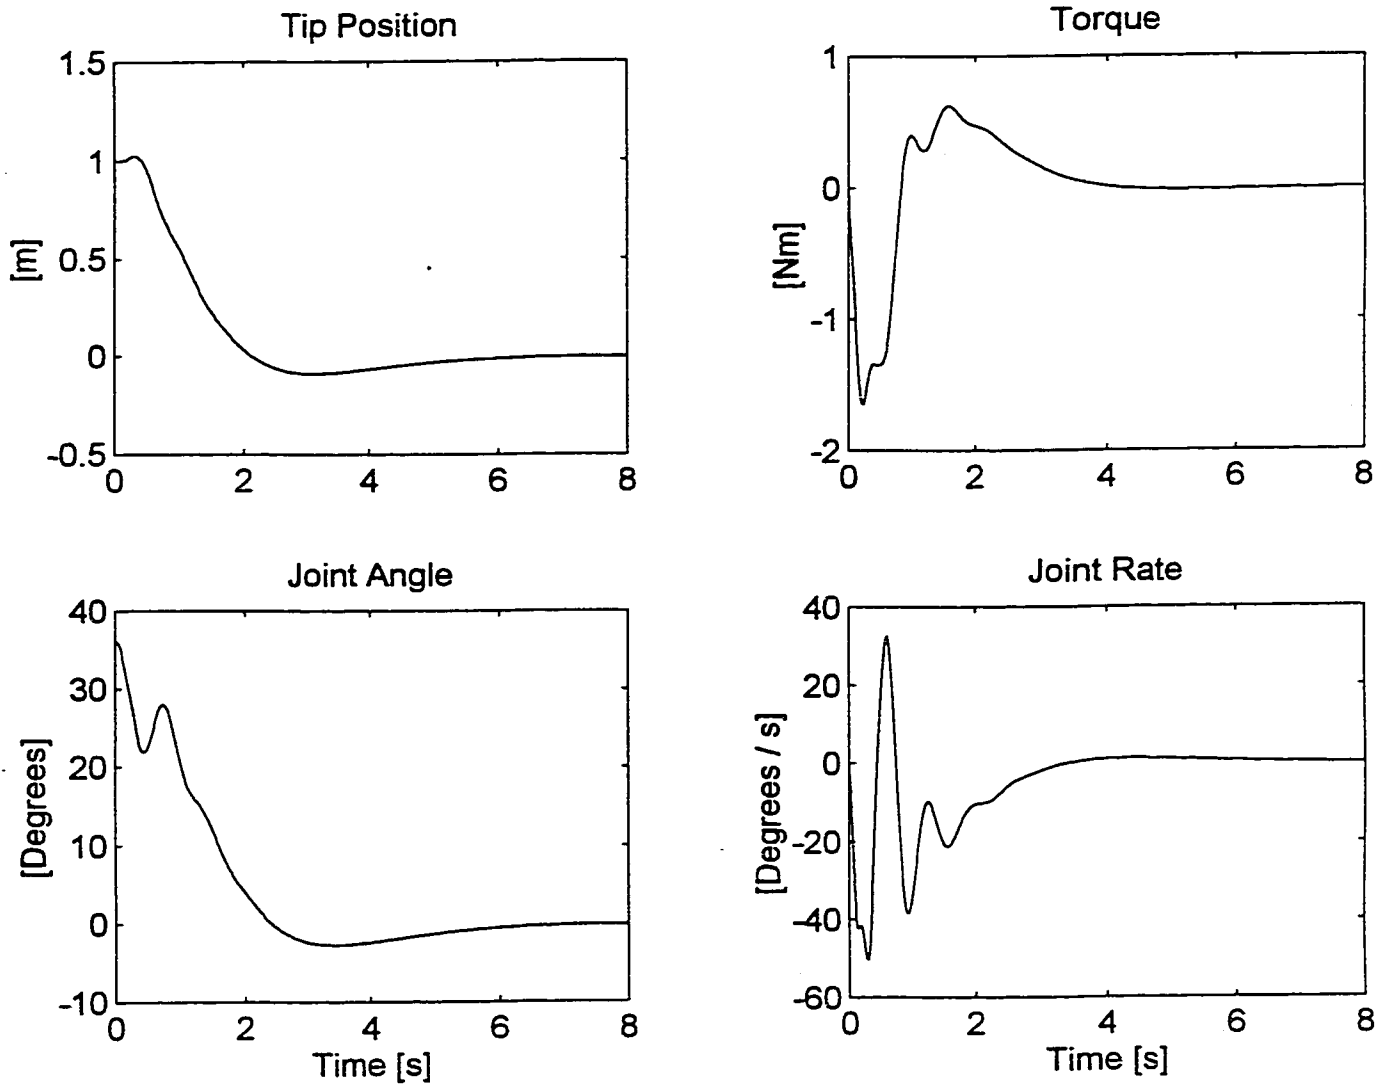 Tip Position
1.5
1
0.5
0
-0.5
[m]
0 2 4 6 8
Torque
1
0
-1
-2
[Nm]
0 2 4 6 8
Joint Angle
40
30
20
10
0
-10
[Degrees]
0 2 4 6 8
Time [s]
Joint Rate
40
20
0
-20
-40
-60
[Degrees / s]
0 2 4 6 8
Time [s]